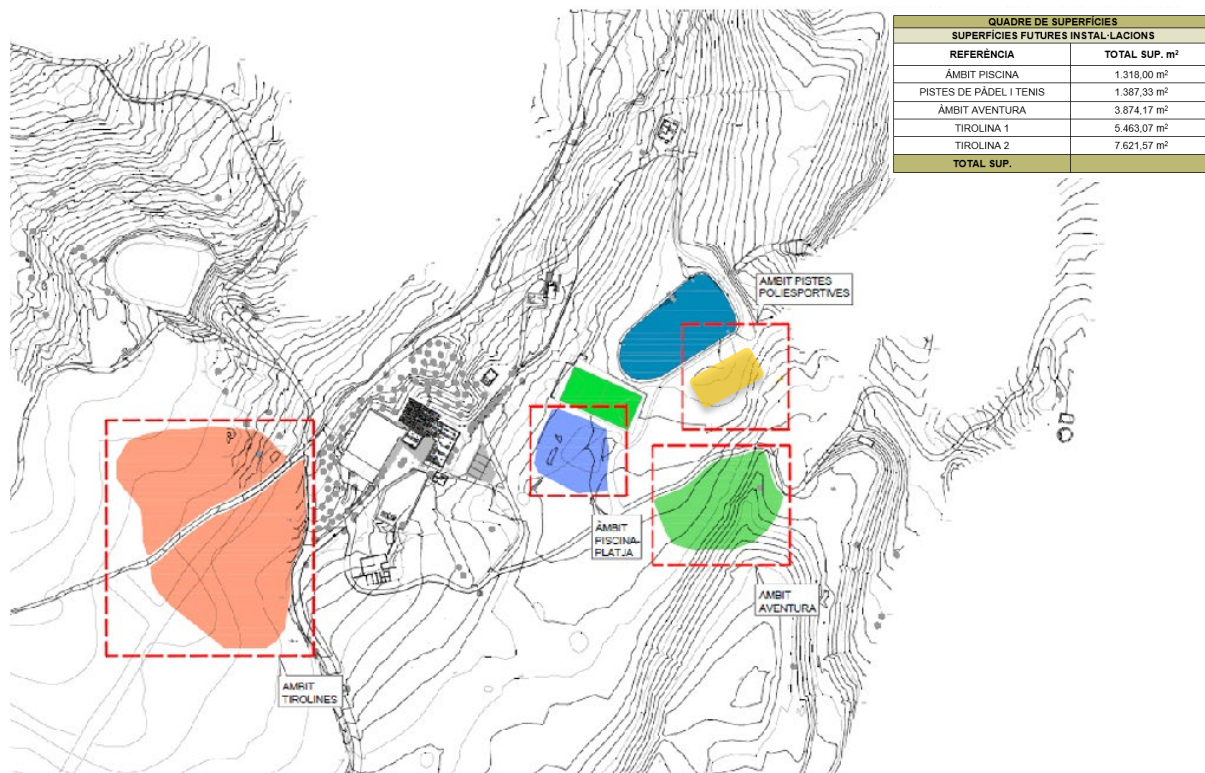 QUADRE DE SUPERFÍCIES
SUPERFÍCIES FUTURES INSTAL·LACIONS
REFERÈNCIA TOTAL SUP. m²
ÁMBIT PISCINA 1.318,00 m²
PISTES DE PÀDEL I TENIS 1.387,33 m²
ÀMBIT AVENTURA 3.874,17 m²
TIROLINA 1 5.463,07 m²
TIROLINA 2 7.621,57 m²
TOTAL SUP.
AMBIT PISTES
POLIESPORTIVES
ÀMBIT
PISCINA-
PLATJA
AMBIT
AVENTURA
AMBIT
TIROLINES